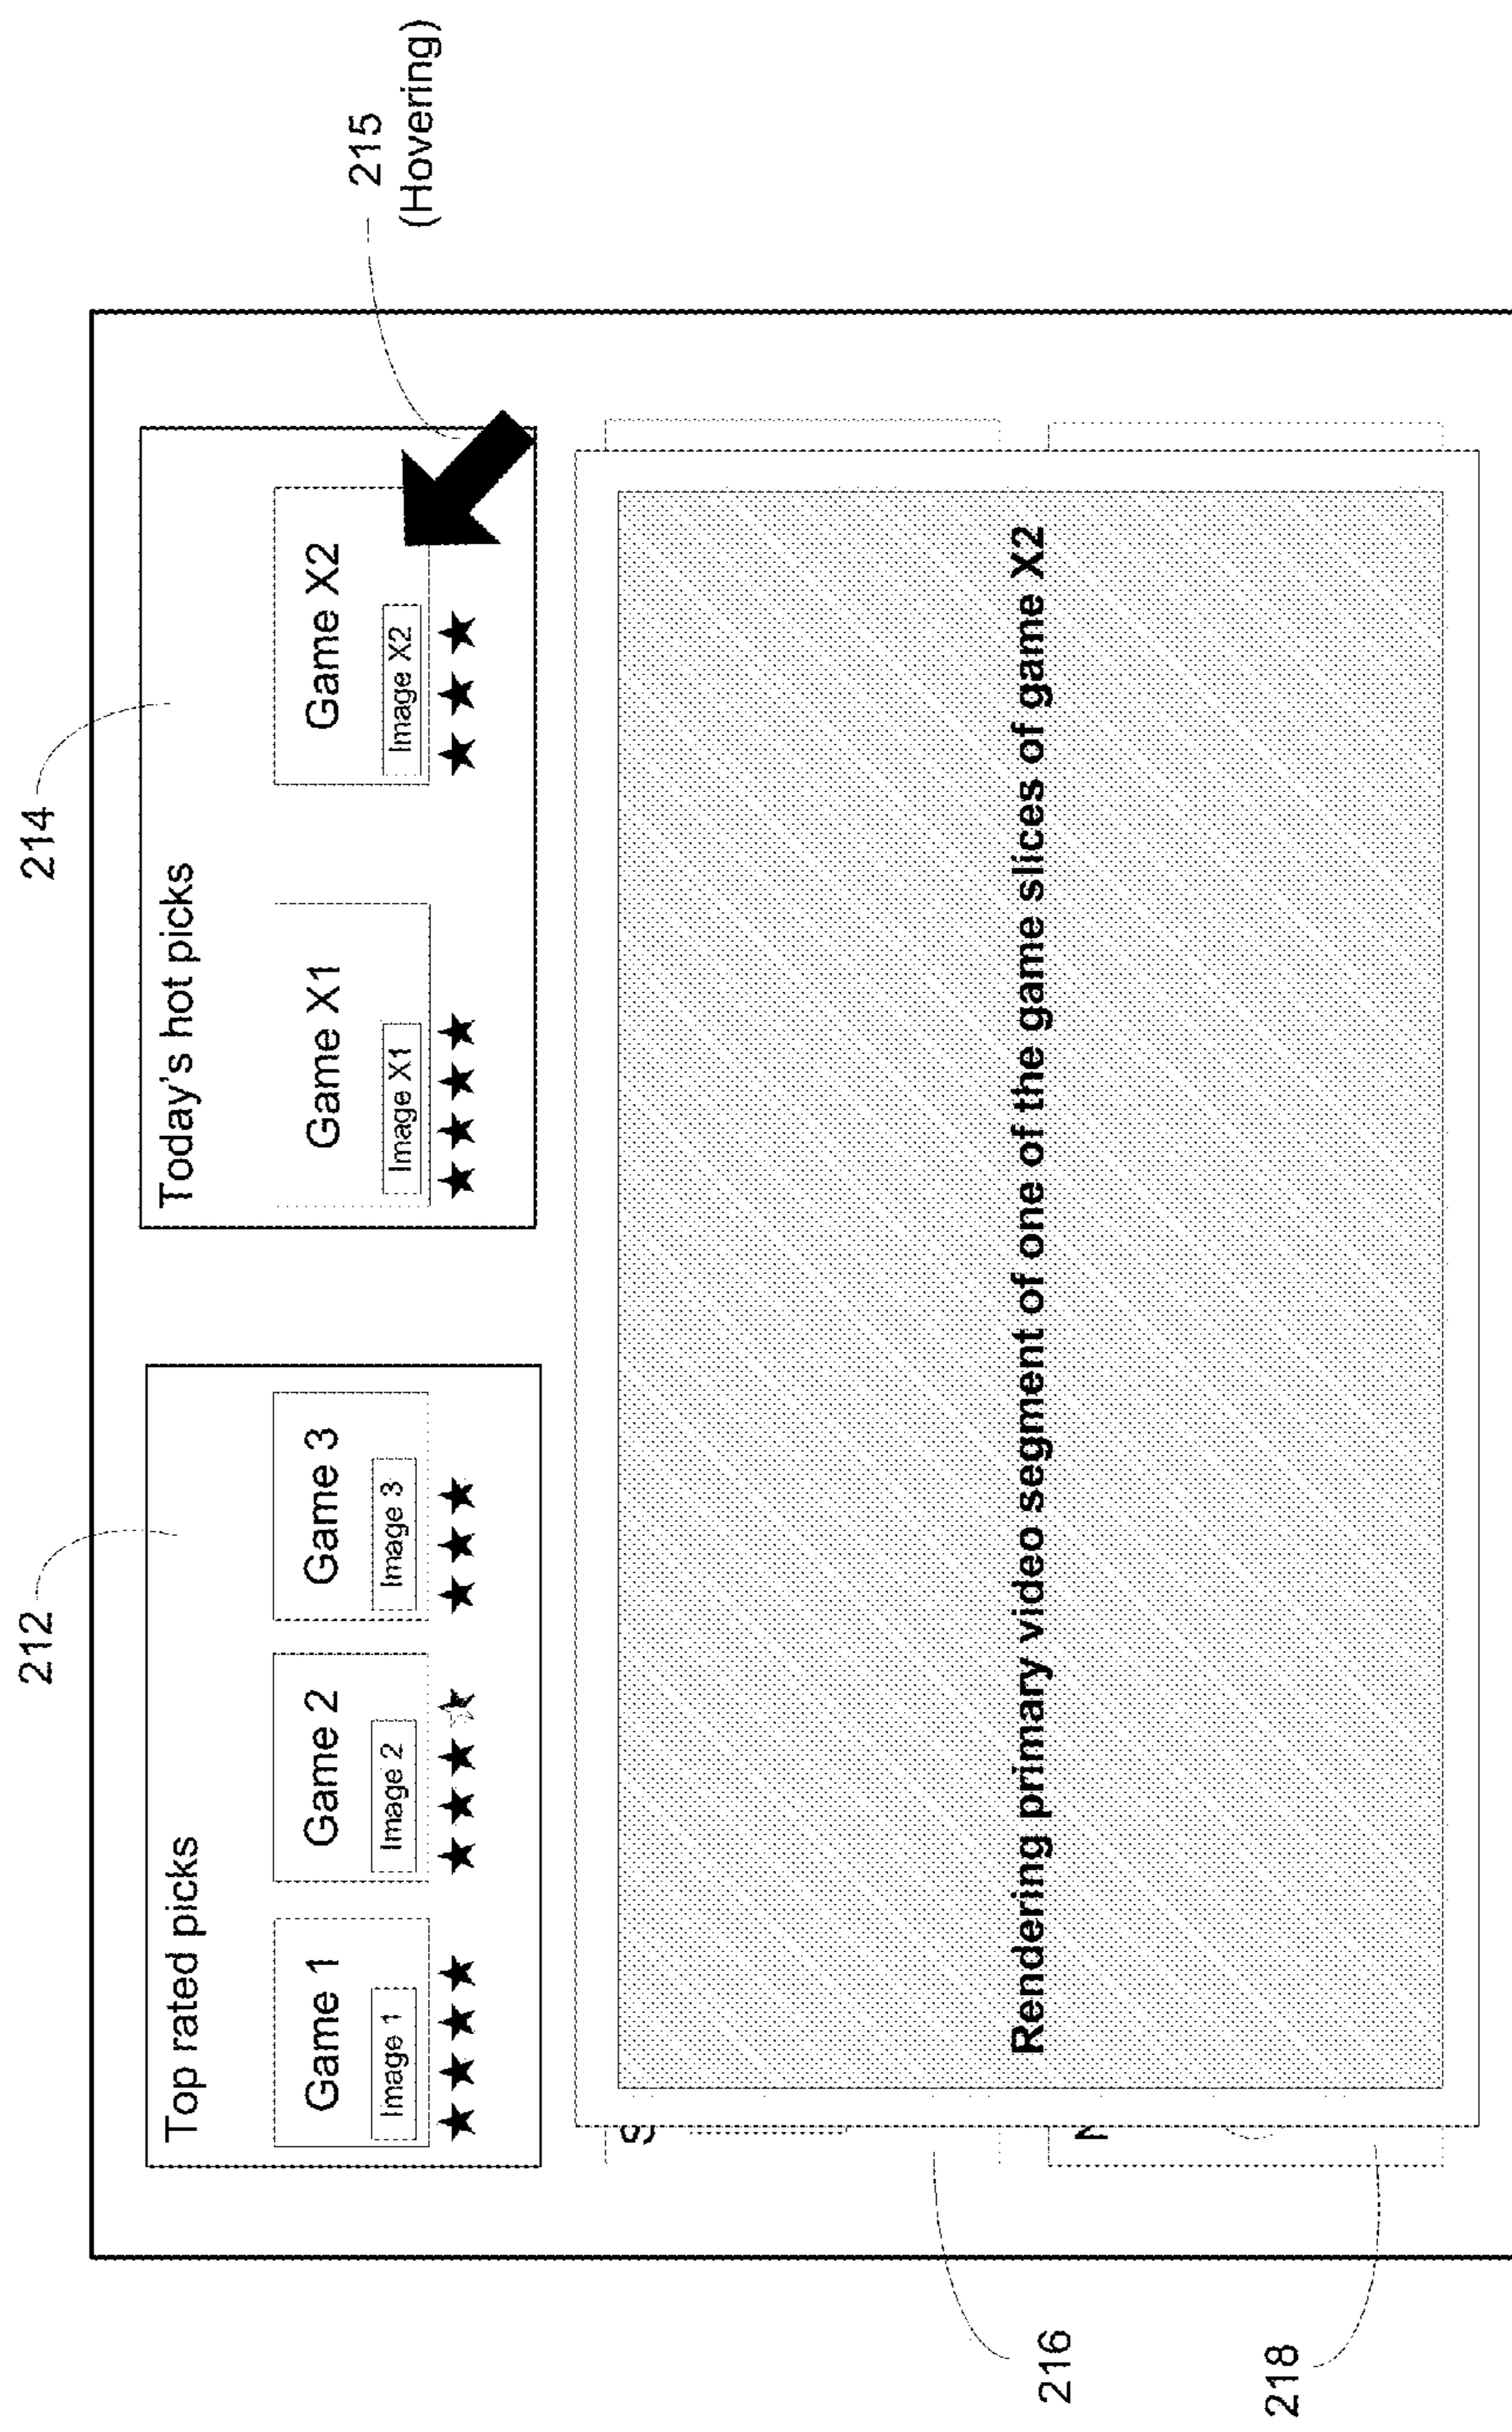 212
214
215
(Hovering)
Top rated picks
Game 1
Image 1
Game 2
Image 2
Game 3
Image 3
Today's hot picks
Game X1
Image X1
Game X2
Image X2
Rendering primary video segment of one of the game slices of game X2
216
218